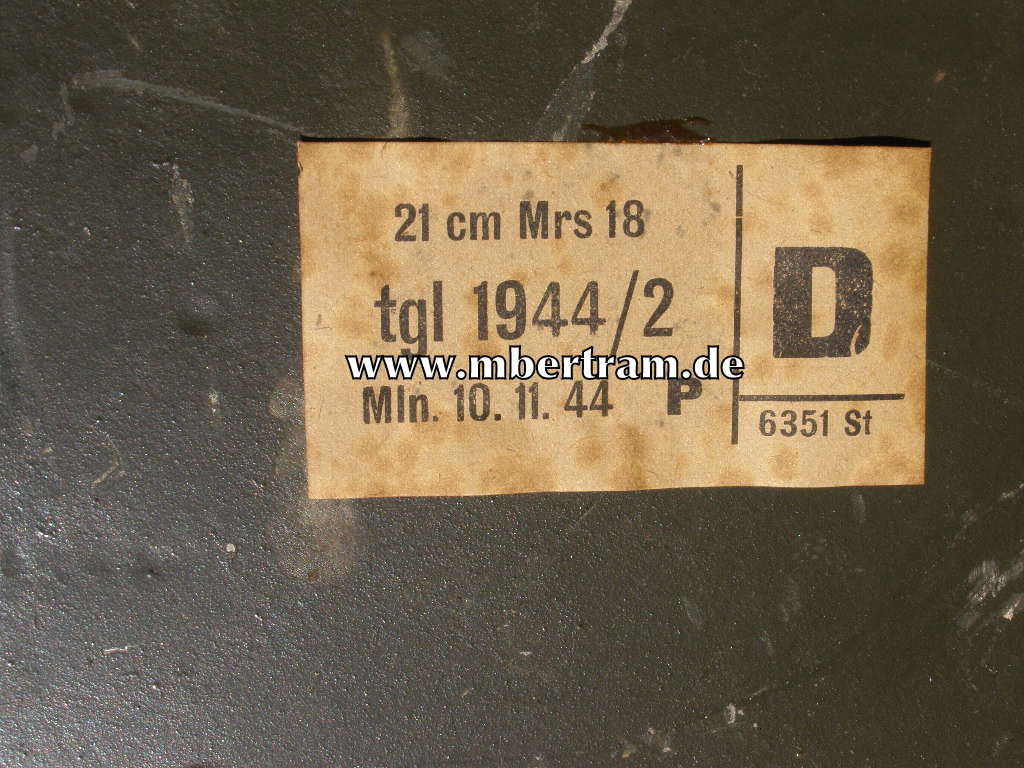 21 cm Mrs 18
tgl 1944/2
www.mbertram.de
Mln. 10. 11. 44 P
D
6351 St